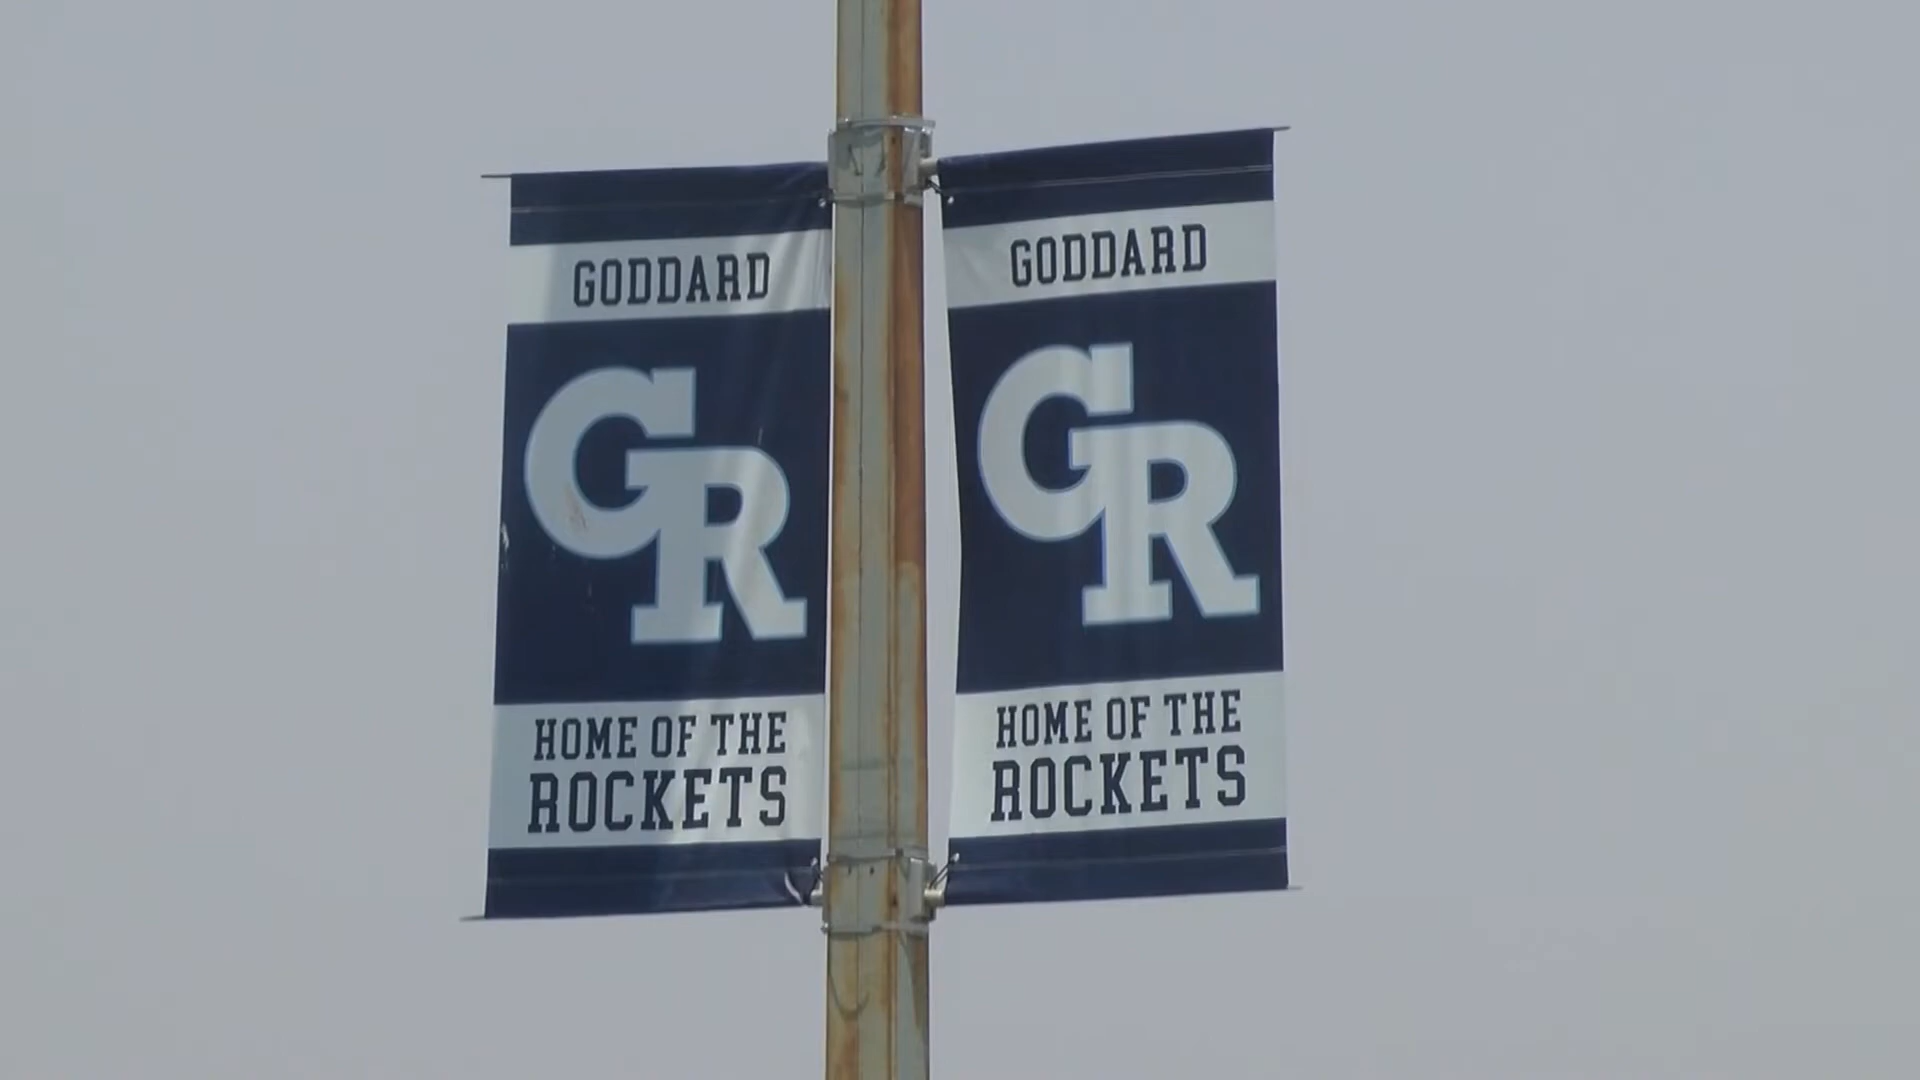 GODDARD
GR
HOME OF THE
ROCKETS
GODDARD
GR
HOME OF THE
ROCKETS